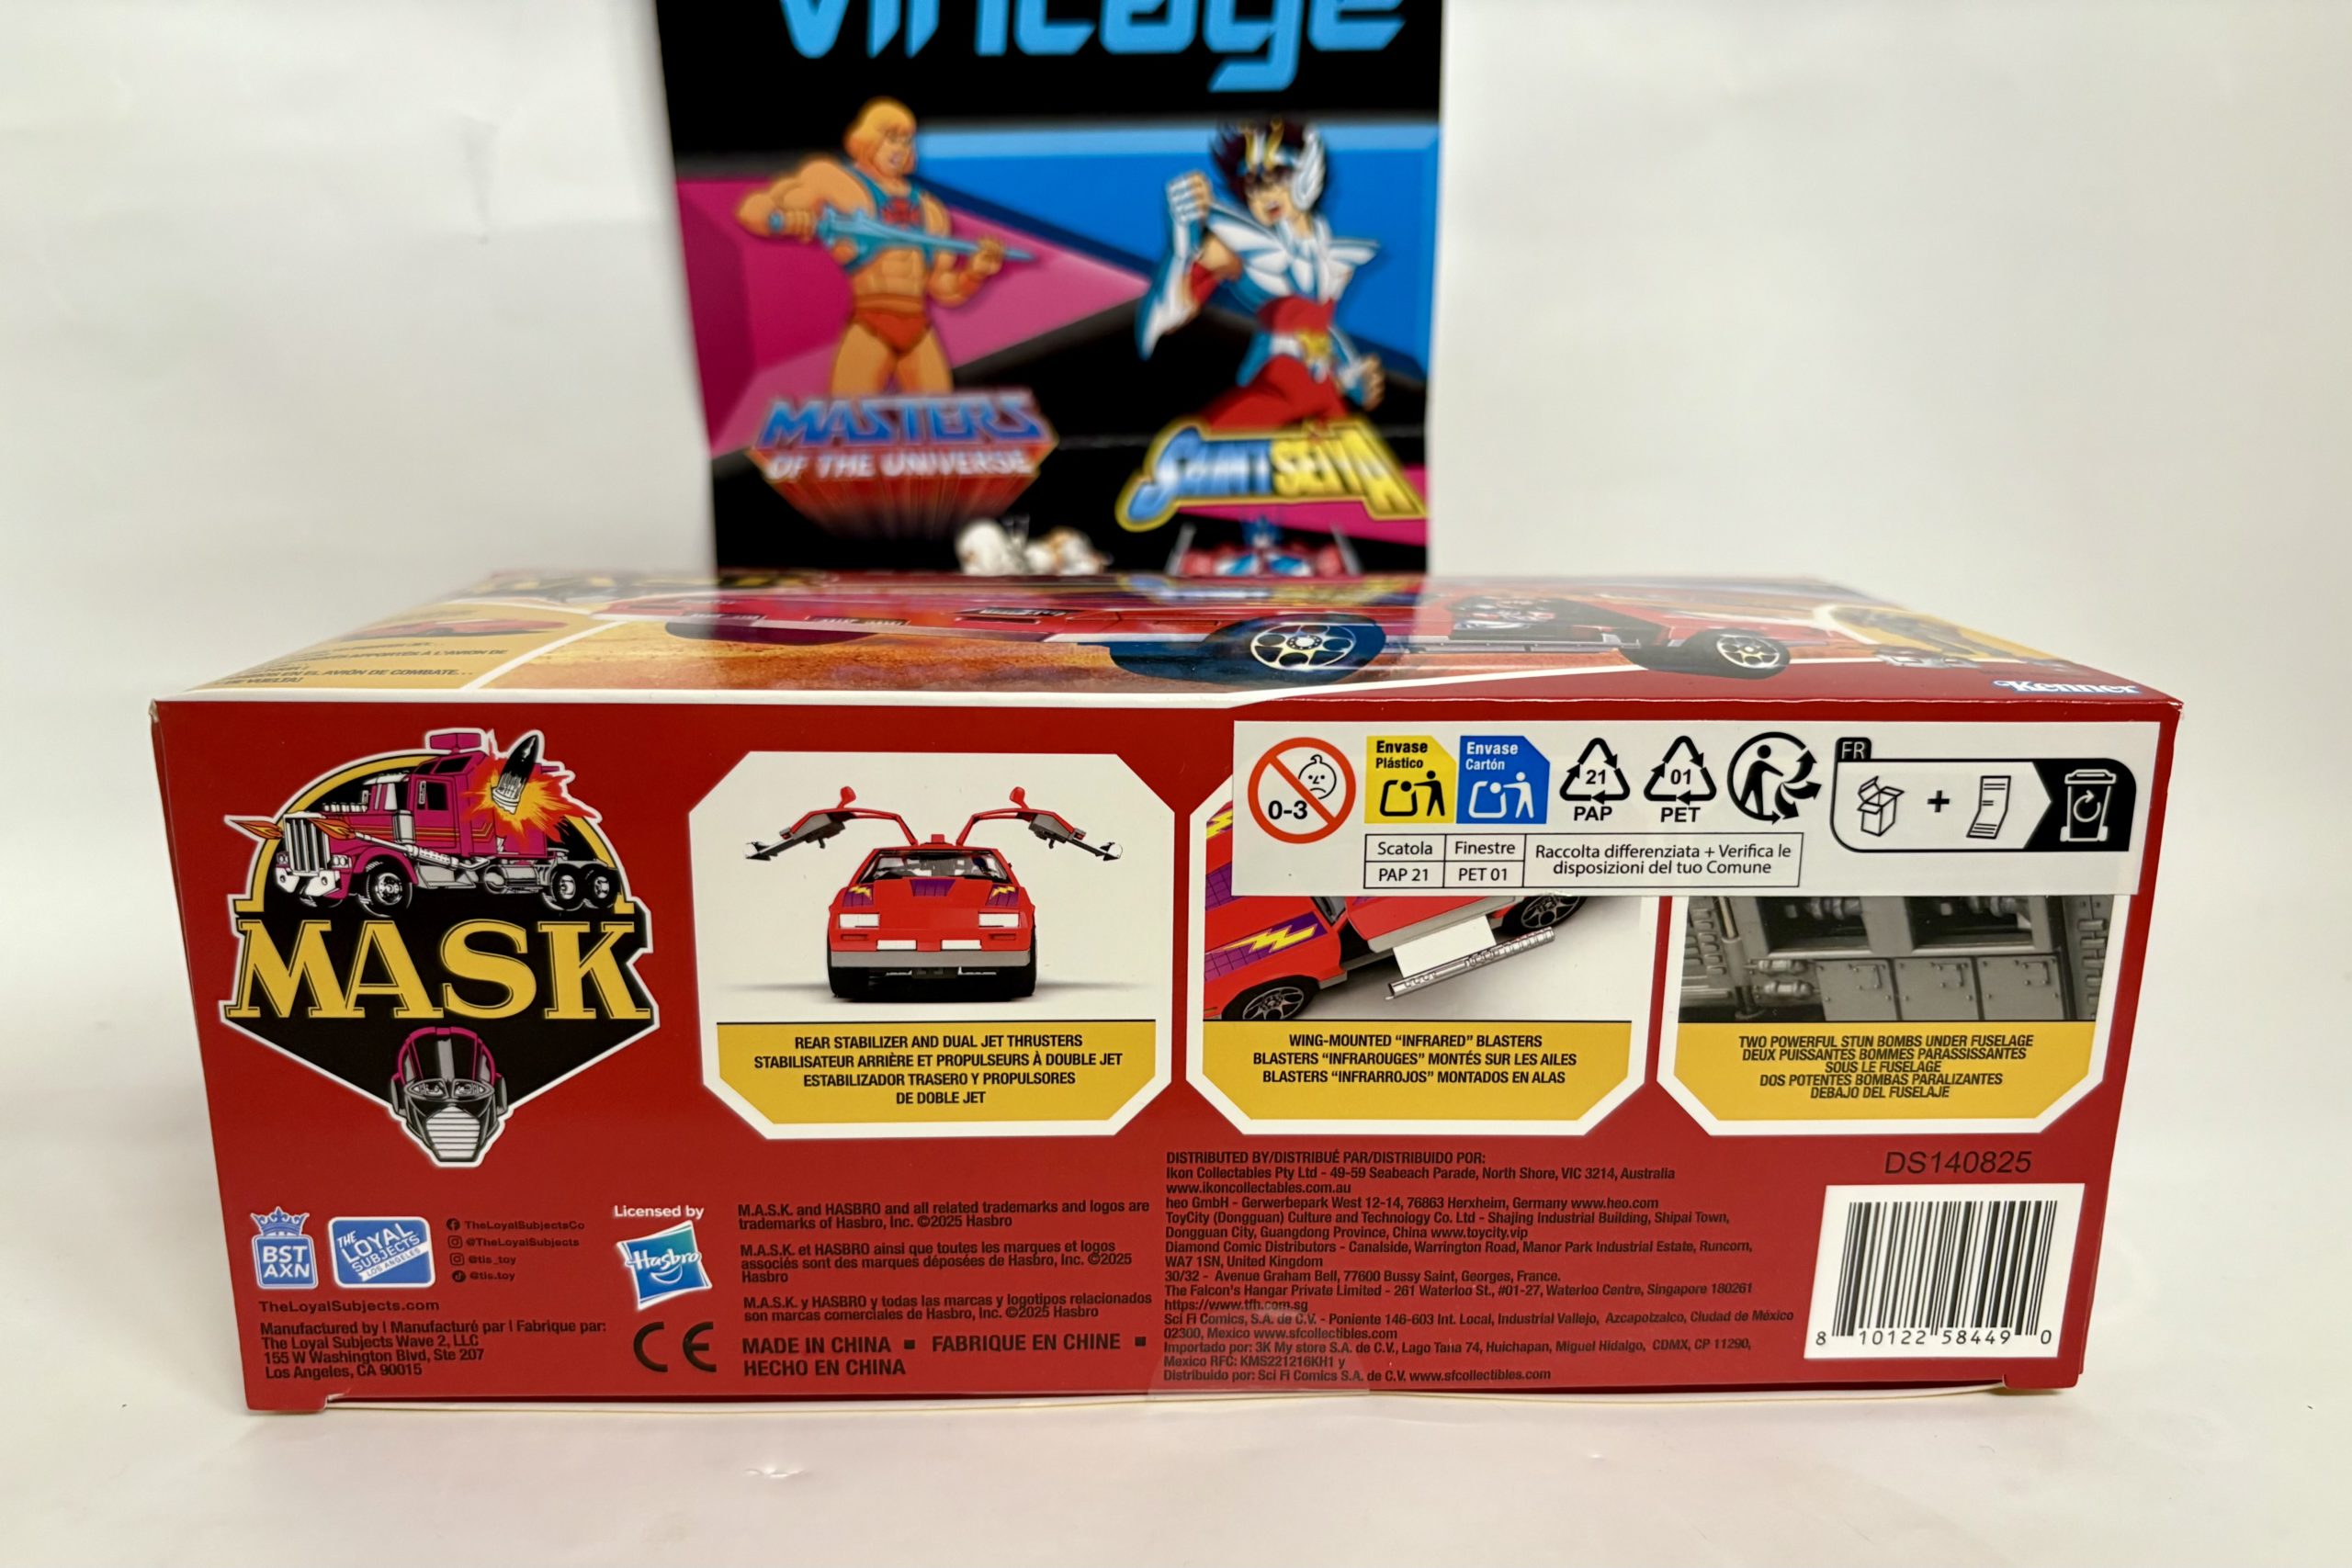 vintage
MASTERS
OF THE UNIVERSE
SAINT SEIYA
EN EL AVIÓN DE COMBATE...
Kenner
MASK
REAR STABILIZER AND DUAL JET THRUSTERS
STABILISATEUR ARRIÈRE ET PROPULSEURS À DOUBLE JET
ESTABILIZADOR TRASERO Y PROPULSORES
DE DOBLE JET
WING-MOUNTED “INFRARED” BLASTERS
BLASTERS “INFRAROUGES” MONTÉS SUR LES AILES
BLASTERS “INFRARROJOS” MONTADOS EN ALAS
TWO POWERFUL STUN BOMBS UNDER FUSELAGE
DEUX PUISSANTES BOMMES PARASSISSANTES
SOUS LE FUSELAGE
DOS POTENTES BOMBAS PARALIZANTES
DEBAJO DEL FUSELAJE
0-3
Envase
Plástico
Envase
Cartón
21
PAP
01
PET
FR
Scatola
Finestre
PAP 21
PET 01
Raccolta differenziata + Verifica le
disposizioni del tuo Comune
BST
AXN
THE
LOYAL
SUBJECTS
LOS ANGELES
TheLoyalSubjectsCo
@TheLoyalSubjects
@tls_toy
@tls.toy
TheLoyalSubjects.com
Manufactured by | Manufacturé par | Fabrique par:
The Loyal Subjects Wave 2, LLC
155 W Washington Blvd, Ste 207
Los Angeles, CA 90015
Licensed by
Hasbro
CE
M.A.S.K. and HASBRO and all related trademarks and logos are
trademarks of Hasbro, Inc. ©2025 Hasbro
M.A.S.K. et HASBRO ainsi que toutes les marques et logos
associés sont des marques déposées de Hasbro, Inc. ©2025
Hasbro
M.A.S.K. y HASBRO y todas las marcas y logotipos relacionados
son marcas comerciales de Hasbro, Inc. ©2025 Hasbro
MADE IN CHINA ■ FABRIQUE EN CHINE ■
HECHO EN CHINA
DISTRIBUTED BY/DISTRIBUÉ PAR/DISTRIBUIDO POR:
Ikon Collectables Pty Ltd - 49-59 Seabeach Parade, North Shore, VIC 3214, Australia
www.ikoncollectables.com.au
heo GmbH - Gerwerbepark West 12-14, 76863 Herxheim, Germany www.heo.com
ToyCity (Dongguan) Culture and Technology Co. Ltd - Shajing Industrial Building, Shipai Town,
Dongguan City, Guangdong Province, China www.toycity.vip
Diamond Comic Distributors - Canalside, Warrington Road, Manor Park Industrial Estate, Runcorn,
WA7 1SN, United Kingdom
30/32 - Avenue Graham Bell, 77600 Bussy Saint, Georges, France.
The Falcon's Hangar Private Limited - 261 Waterloo St., #01-27, Waterloo Centre, Singapore 180261
https://www.tfh.com.sg
Sci Fi Comics, S.A. de C.V. - Poniente 146-603 Int. Local, Industrial Vallejo, Azcapotzalco, Ciudad de México
02300, Mexico www.sfcollectibles.com
Importado por: 3K My store S.A. de C.V., Lago Tana 74, Huichapan, Miguel Hidalgo, CDMX, CP 11290,
Mexico RFC: KMS221216KH1 y
Distribuido por: Sci Fi Comics S.A. de C.V. www.sfcollectibles.com
DS140825
8 10122 58449 0